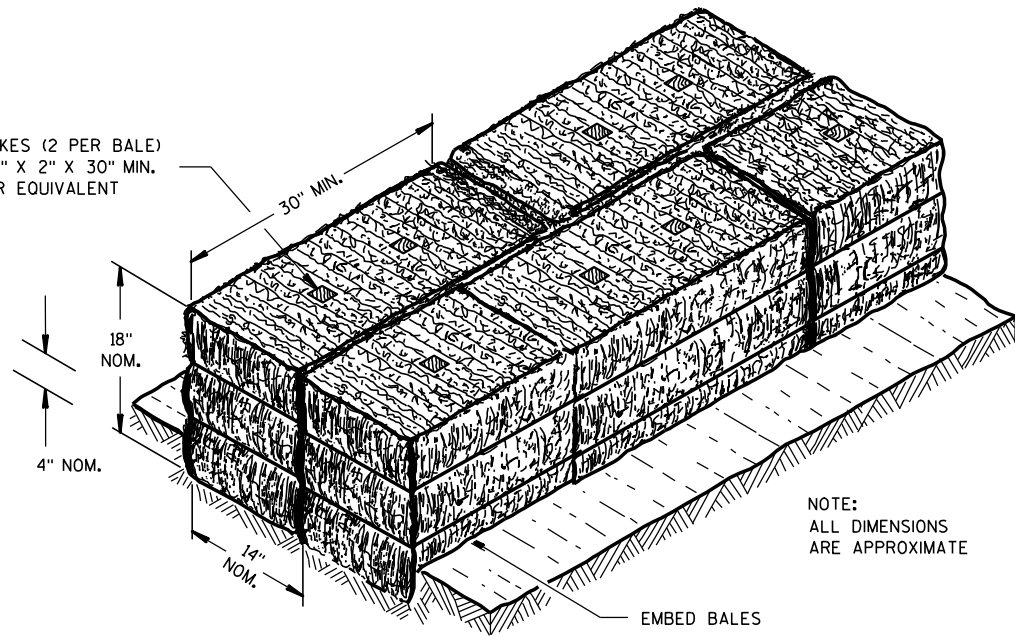 KES (2 PER BALE)
" X 2" X 30" MIN.
R EQUIVALENT
30" MIN.
18"
NOM.
4" NOM.
14"
NOM.
NOTE:
ALL DIMENSIONS
ARE APPROXIMATE
EMBED BALES